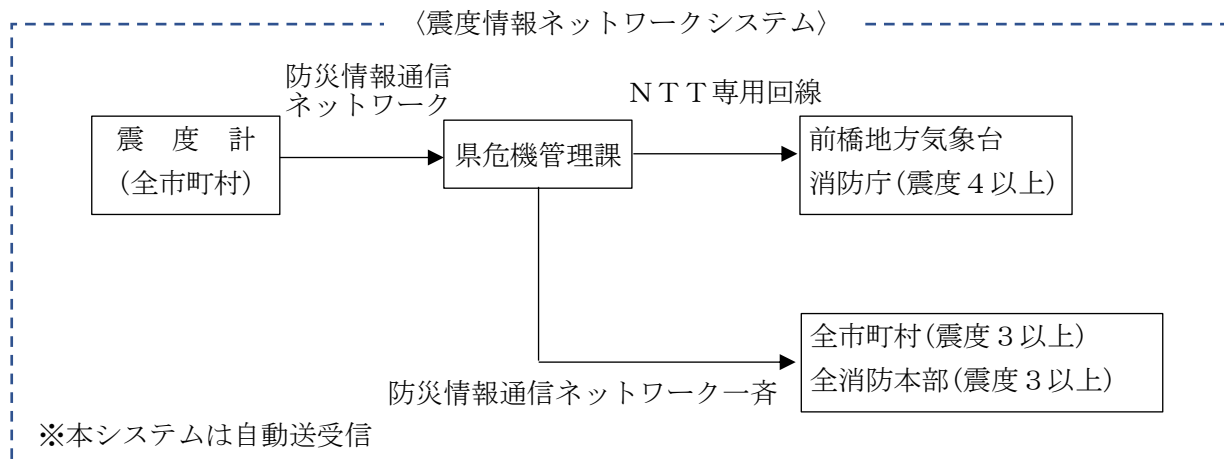 〈震度情報ネットワークシステム〉
防災情報通信
ネットワーク
NTT専用回線
震 度 計
(全市町村)
県危機管理課
前橋地方気象台
消防庁(震度4以上)
全市町村(震度3以上)
全消防本部(震度3以上)
防災情報通信ネットワーク一斉
※本システムは自動送受信